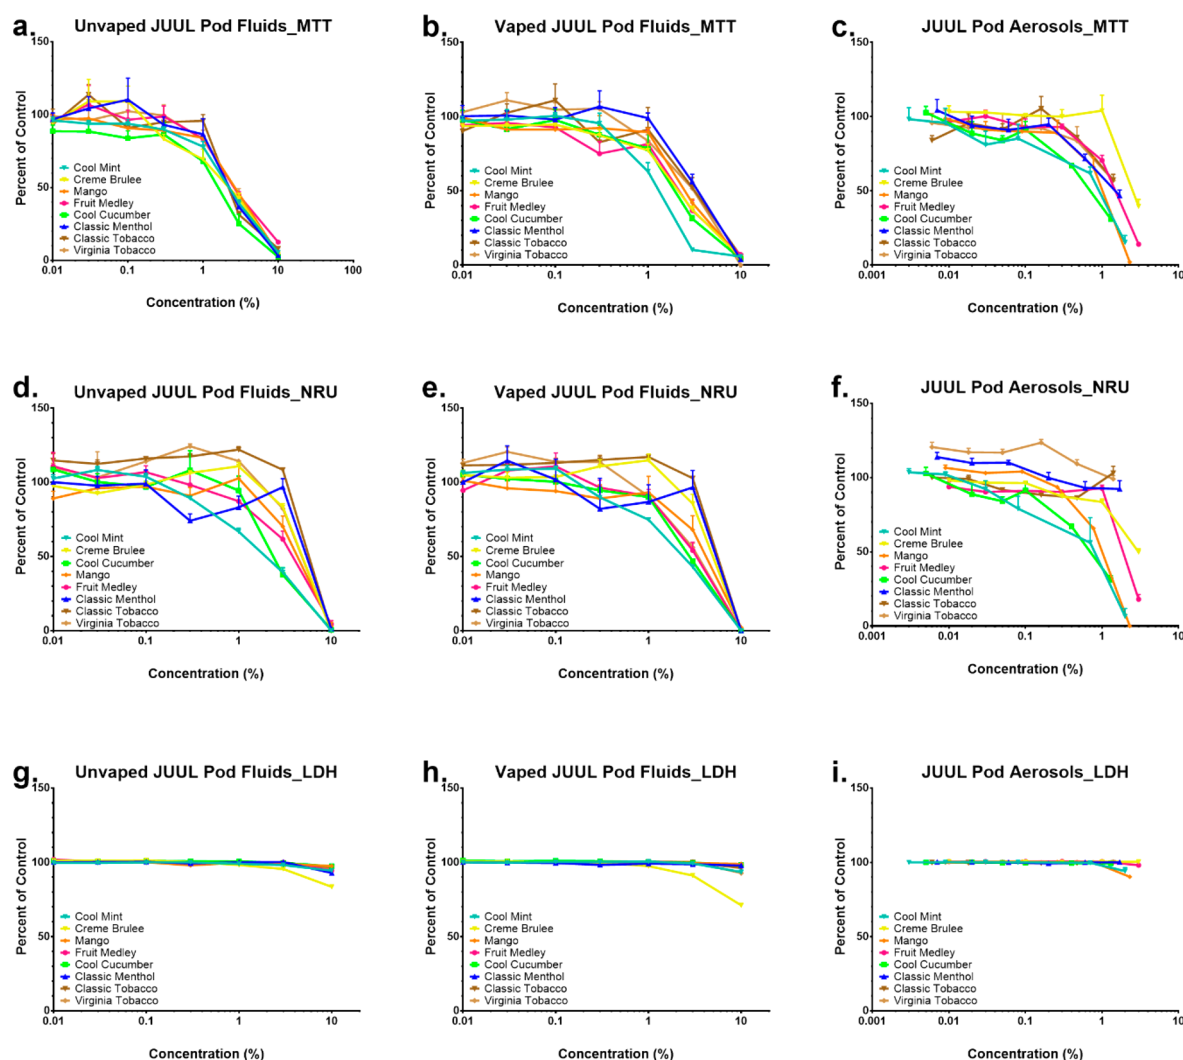 a. Unvaped JUUL Pod Fluids_MTT
150
100
50
0
Percent of Control
Cool Mint
Creme Brulee
Mango
Fruit Medley
Cool Cucumber
Classic Menthol
Classic Tobacco
Virginia Tobacco
0.01 0.1 1 10 100
Concentration (%)
b. Vaped JUUL Pod Fluids_MTT
150
100
50
0
Percent of Control
Cool Mint
Creme Brulee
Mango
Fruit Medley
Cool Cucumber
Classic Menthol
Classic Tobacco
Virginia Tobacco
0.01 0.1 1 10
Concentration (%)
c. JUUL Pod Aerosols_MTT
150
100
50
0
Percent of Control
Cool Mint
Creme Brulee
Mango
Fruit Medley
Cool Cucumber
Classic Menthol
Classic Tobacco
Virginia Tobacco
0.001 0.01 0.1 1 10
Concentration (%)
d. Unvaped JUUL Pod Fluids_NRU
150
100
50
0
Percent of Control
Cool Mint
Creme Brulee
Cool Cucumber
Mango
Fruit Medley
Classic Menthol
Classic Tobacco
Virginia Tobacco
0.01 0.1 1 10
Concentration (%)
e. Vaped JUUL Pod Fluids_NRU
150
100
50
0
Percent of Control
Cool Mint
Creme Brulee
Cool Cucumber
Mango
Fruit Medley
Classic Menthol
Classic Tobacco
Virginia Tobacco
0.01 0.1 1 10
Concentration (%)
f. JUUL Pod Aerosols_NRU
150
100
50
0
Percent of Control
Cool Mint
Creme Brulee
Mango
Fruit Medley
Cool Cucumber
Classic Menthol
Classic Tobacco
Virginia Tobacco
0.001 0.01 0.1 1 10
Concentration (%)
g. Unvaped JUUL Pod Fluids_LDH
150
100
50
0
Percent of Control
Cool Mint
Creme Brulee
Mango
Fruit Medley
Cool Cucumber
Classic Menthol
Classic Tobacco
Virginia Tobacco
0.01 0.1 1 10
Concentration (%)
h. Vaped JUUL Pod Fluids_LDH
150
100
50
0
Percent of Control
Cool Mint
Creme Brulee
Mango
Fruit Medley
Cool Cucumber
Classic Menthol
Classic Tobacco
Virginia Tobacco
0.01 0.1 1 10
Concentration (%)
i. JUUL Pod Aerosols_LDH
150
100
50
0
Percent of Control
Cool Mint
Creme Brulee
Mango
Fruit Medley
Cool Cucumber
Classic Menthol
Classic Tobacco
Virginia Tobacco
0.001 0.01 0.1 1 10
Concentration (%)